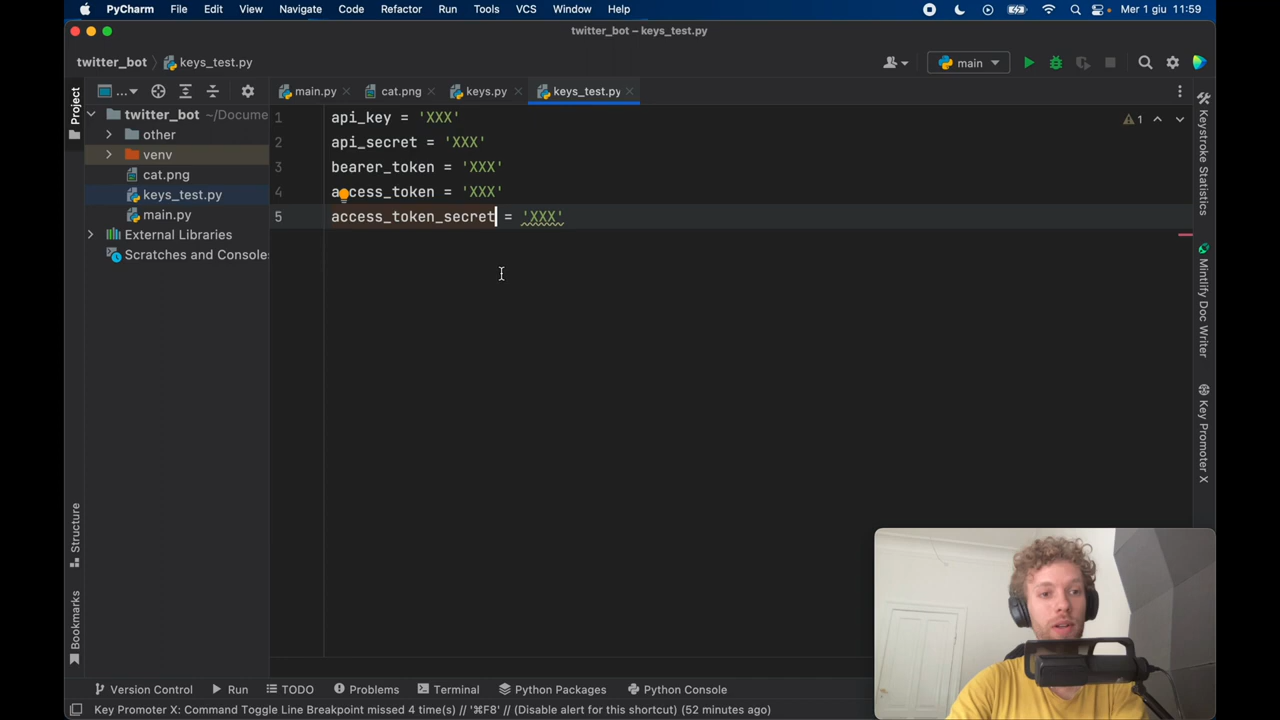 PyCharm File Edit View Navigate Code Refactor Run Tools VCS Window Help Mer 1 giu 11:59
twitter_bot – keys_test.py
twitter_bot keys_test.py main
Project ... main.py cat.png keys.py keys_test.py
twitter_bot ~/Docume
other
venv
cat.png
keys_test.py
main.py
External Libraries
Scratches and Console
1 api_key = 'XXX'
2 api_secret = 'XXX'
3 bearer_token = 'XXX'
4 access_token = 'XXX'
5 access_token_secret = 'XXX'
1
Keystroke Statistics
Mintlify Doc Writer
Key Promoter X
Structure
Bookmarks
Version Control Run TODO Problems Terminal Python Packages Python Console
Key Promoter X: Command Toggle Line Breakpoint missed 4 time(s) // '⌘F8' // (Disable alert for this shortcut) (52 minutes ago)